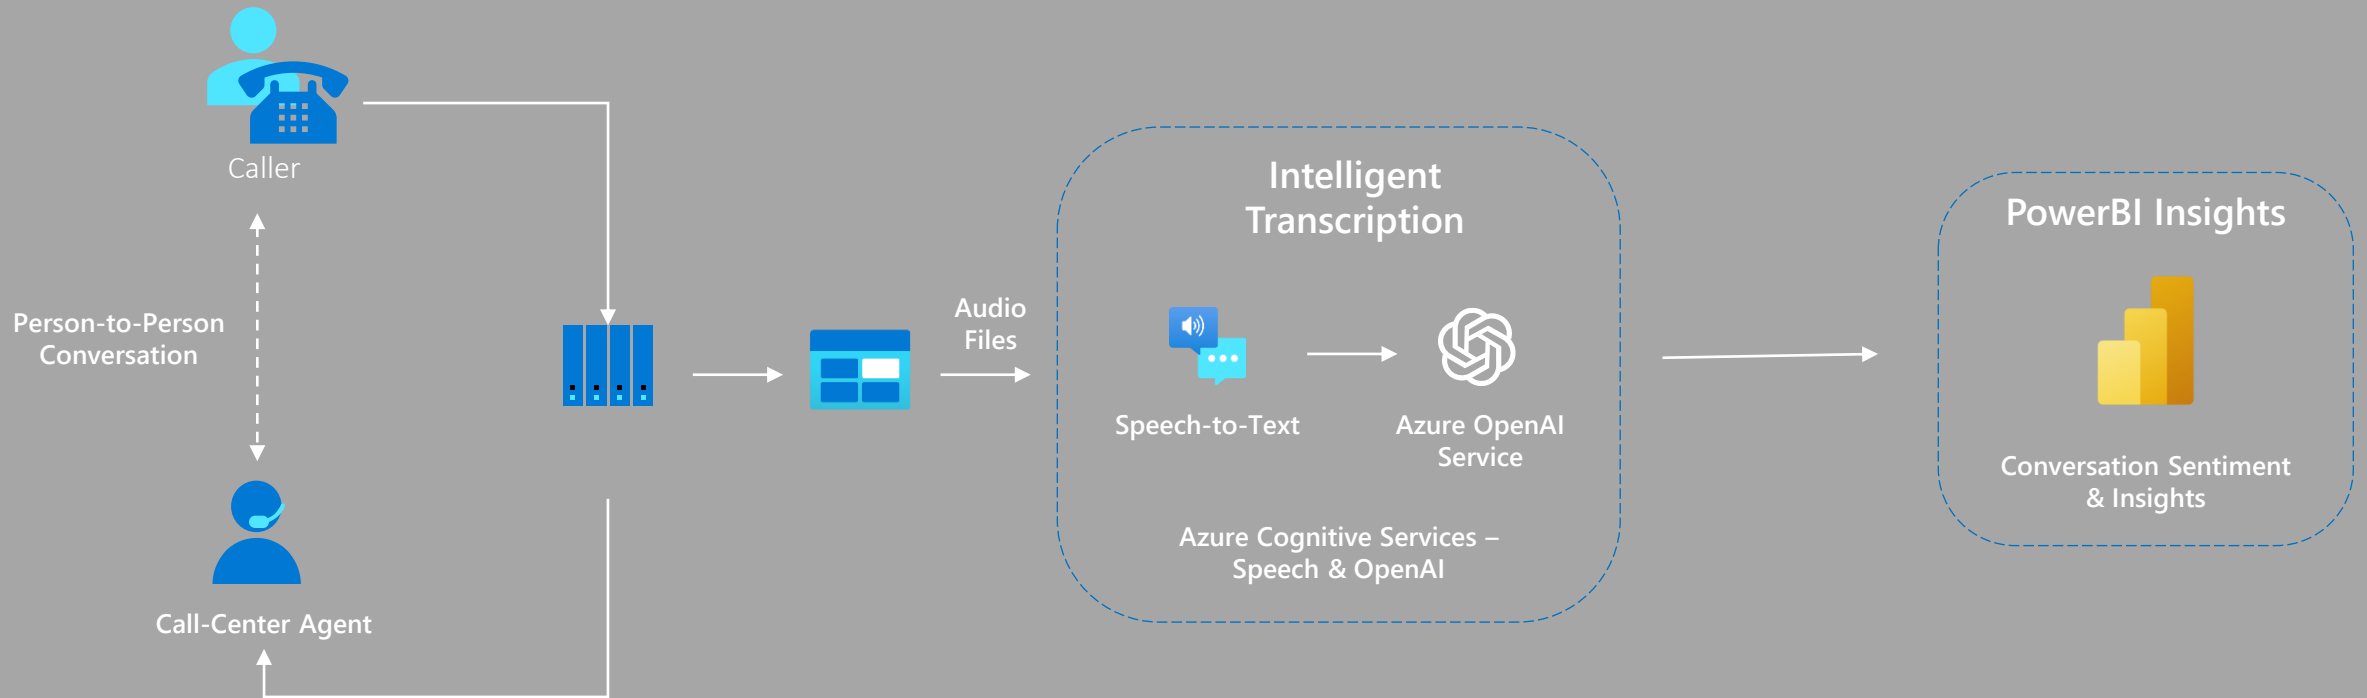 Caller
Person-to-Person
Conversation
Call-Center Agent
Audio
Files
Intelligent
Transcription
Speech-to-Text
Azure OpenAI
Service
Azure Cognitive Services –
Speech & OpenAI
PowerBI Insights
Conversation Sentiment
& Insights